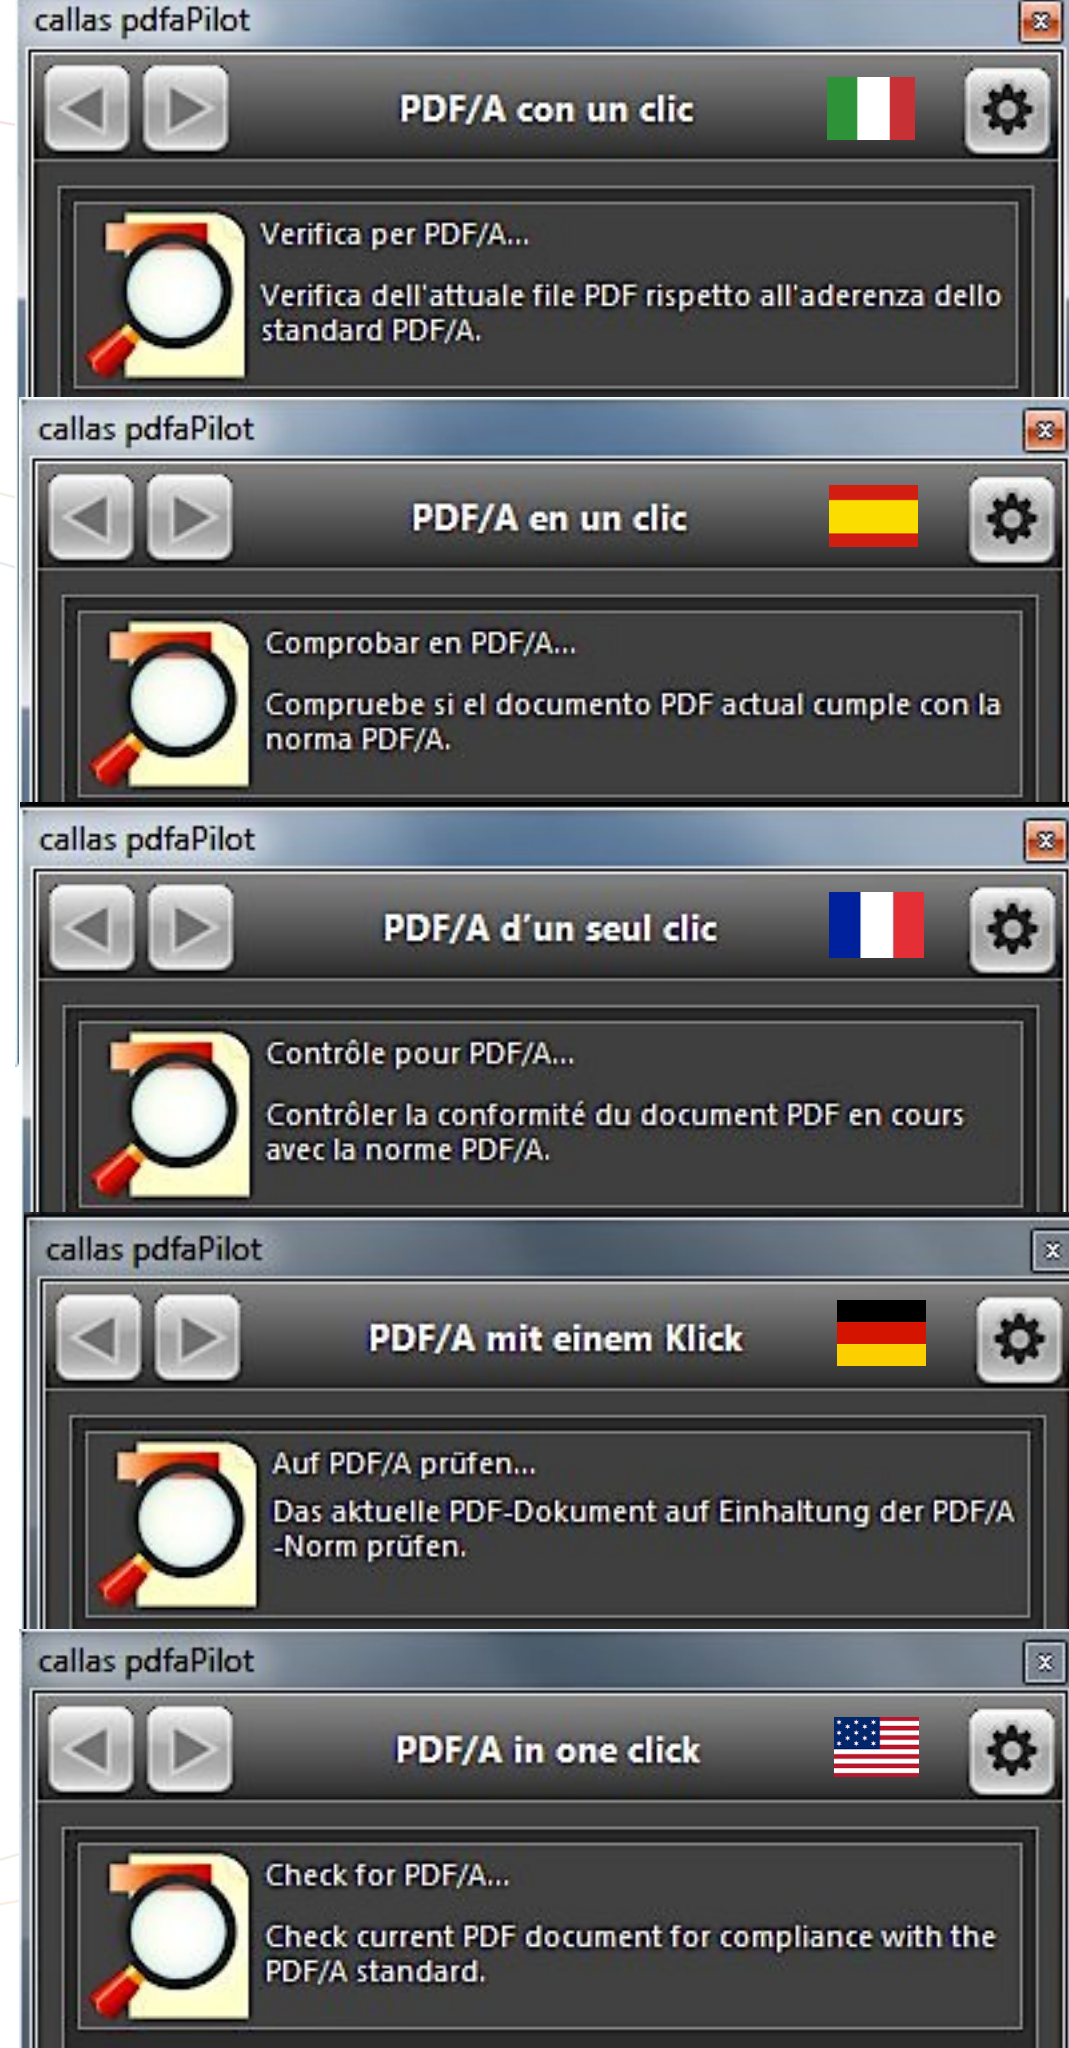 callas pdfaPilot
PDF/A con un clic
Verifica per PDF/A...
Verifica dell'attuale file PDF rispetto all'aderenza dello
standard PDF/A.
callas pdfaPilot
PDF/A en un clic
Comprobar en PDF/A...
Compruebe si el documento PDF actual cumple con la
norma PDF/A.
callas pdfaPilot
PDF/A d’un seul clic
Contrôle pour PDF/A...
Contrôler la conformité du document PDF en cours
avec la norme PDF/A.
callas pdfaPilot
PDF/A mit einem Klick
Auf PDF/A prüfen...
Das aktuelle PDF-Dokument auf Einhaltung der PDF/A
-Norm prüfen.
callas pdfaPilot
PDF/A in one click
Check for PDF/A...
Check current PDF document for compliance with the
PDF/A standard.